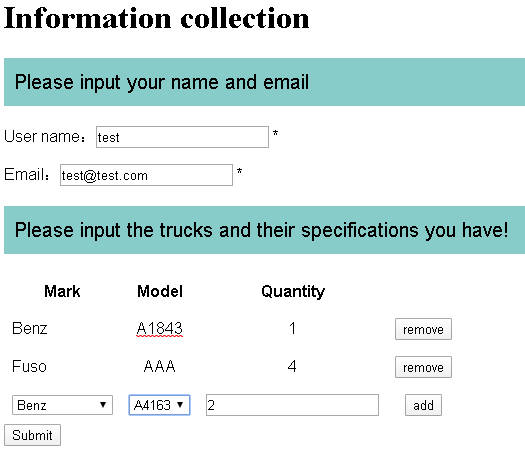 Information collection
Please input your name and email
User name： test *
Email： test@test.com *
Please input the trucks and their specifications you have!
Mark Model Quantity
Benz A1843 1 remove
Fuso AAA 4 remove
Benz A4163 2 add
Submit